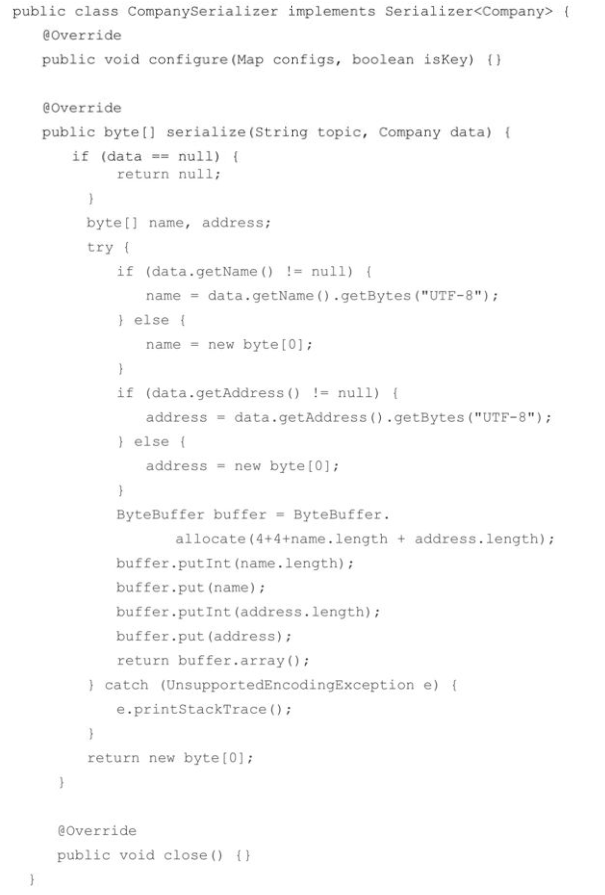 public class CompanySerializer implements Serializer<Company> {
@Override
public void configure(Map configs, boolean isKey) {}
@Override
public byte[] serialize(String topic, Company data) {
if (data == null) {
return null;
}
byte[] name, address;
try {
if (data.getName() != null) {
name = data.getName().getBytes("UTF-8");
} else {
name = new byte[0];
}
if (data.getAddress() != null) {
address = data.getAddress().getBytes("UTF-8");
} else {
address = new byte[0];
}
ByteBuffer buffer = ByteBuffer.
allocate(4+4+name.length + address.length);
buffer.putInt(name.length);
buffer.put(name);
buffer.putInt(address.length);
buffer.put(address);
return buffer.array();
} catch (UnsupportedEncodingException e) {
e.printStackTrace();
}
return new byte[0];
}
@Override
public void close() {}
}